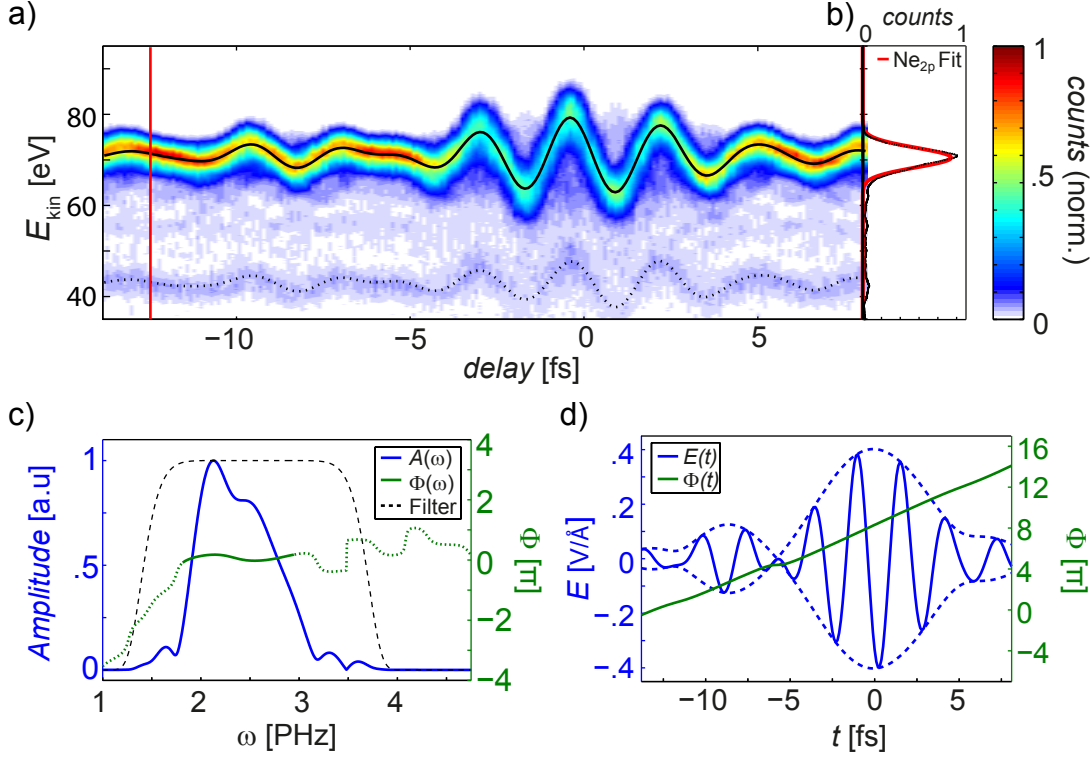 a)
b)
counts
0
1
Ne2p Fit
80
60
40
Ekin [eV]
−10
−5
0
5
delay [fs]
1
.5
0
counts (norm.)
c)
A(ω)
Φ(ω)
Filter
1
.5
0
Amplitude [a.u]
4
2
0
−2
−4
Φ [π]
1
2
3
4
ω [PHz]
d)
E(t)
Φ(t)
.4
.2
0
−.2
−.4
E [V/Å]
16
12
8
4
0
−4
Φ [π]
−10
−5
0
5
t [fs]